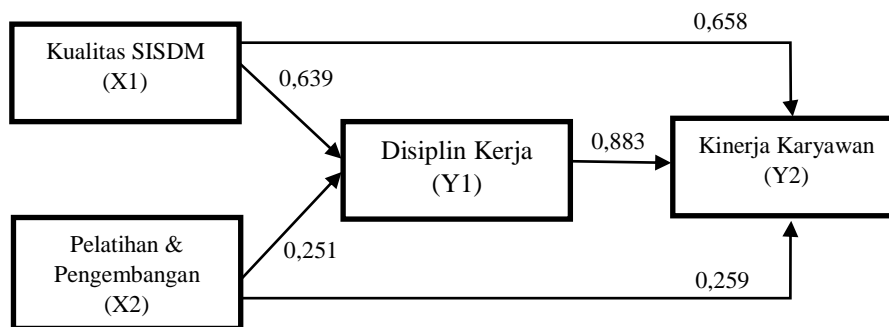 Kualitas SISDM
(X1)
0,658
0,639
Disiplin Kerja
(Y1)
0,883
Kinerja Karyawan
(Y2)
Pelatihan &
Pengembangan
(X2)
0,251
0,259